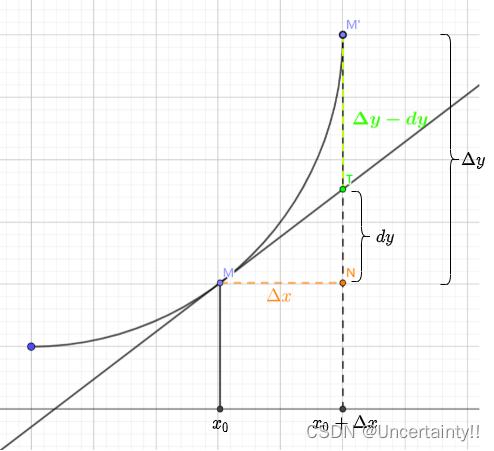 M'
Δy − dy
Δy
T
dy
M
N
Δx
x₀
x₀ + Δx
CSDN @Uncertainty!!